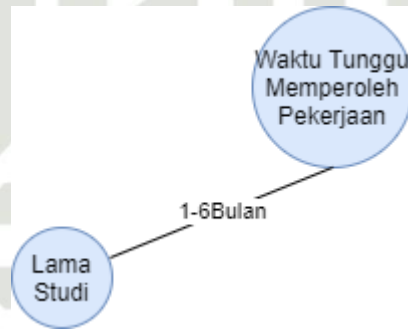 Waktu Tunggu
Memperoleh
Pekerjaan
1-6Bulan
Lama
Studi